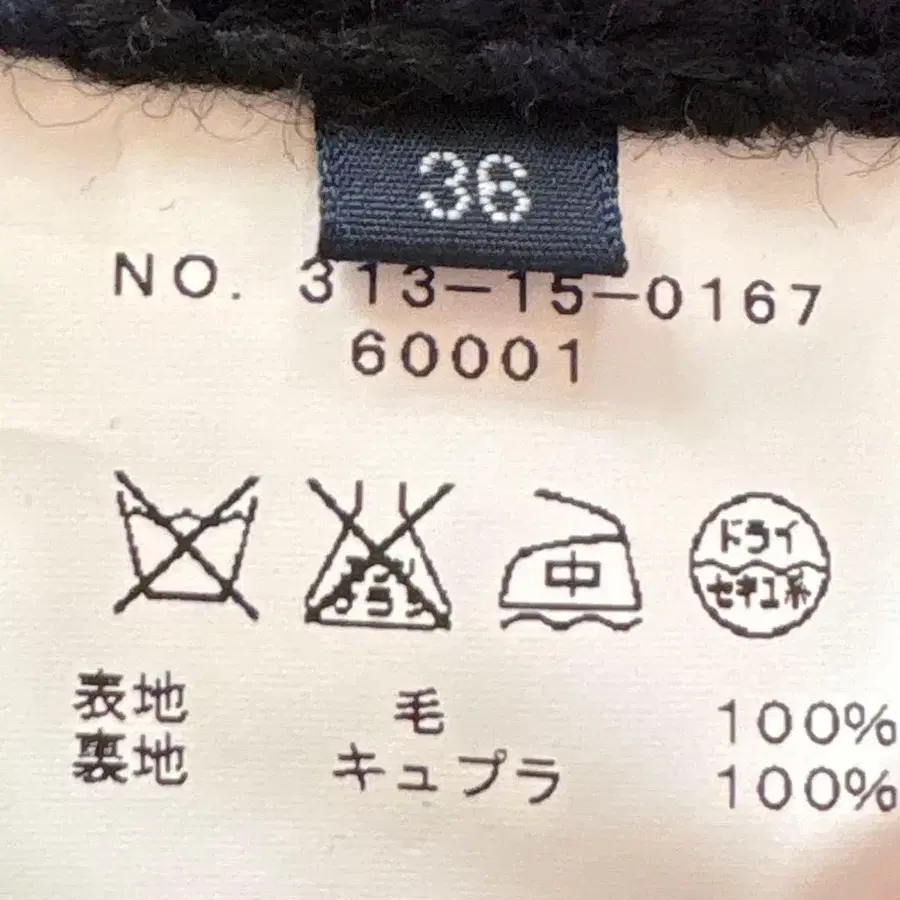 36
NO. 313-15-0167
60001
中
ドライ
セキユ系
表地 毛 100%
裏地 キュプラ 100%